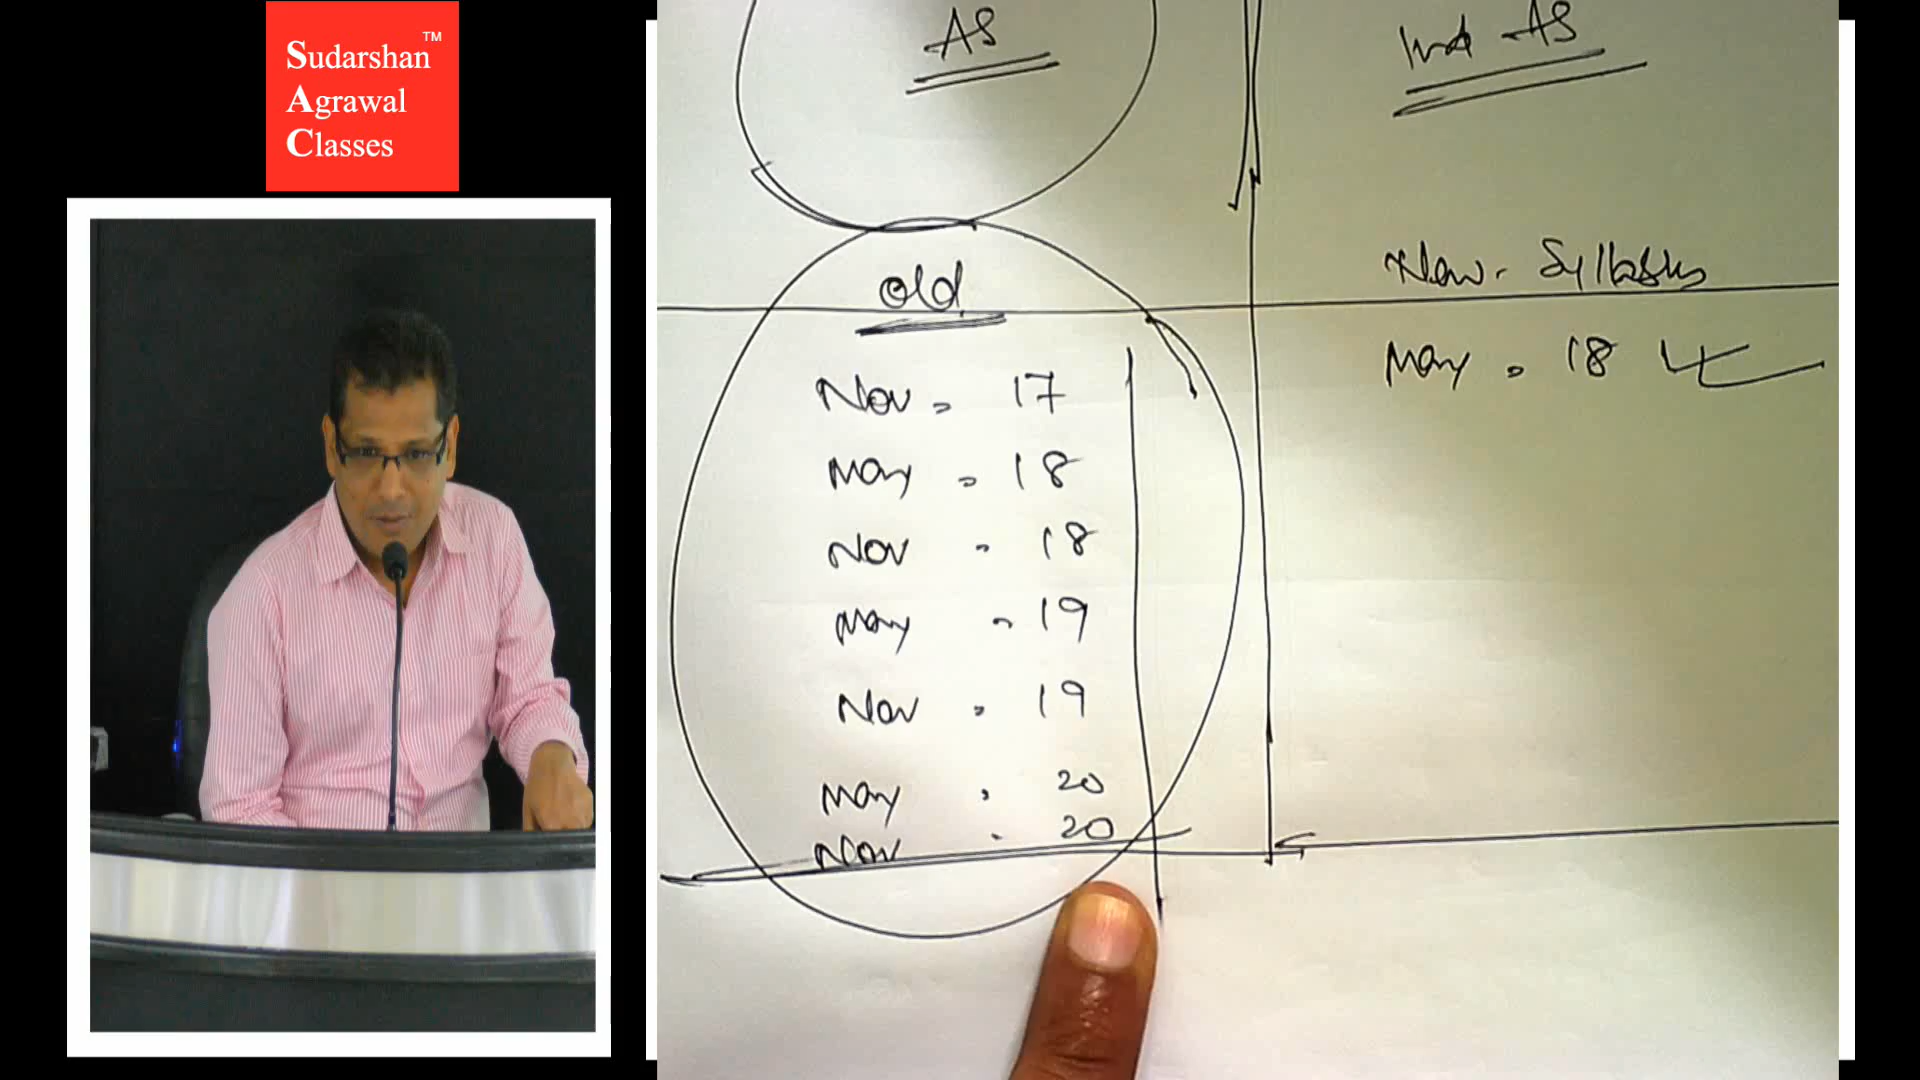 Sudarshan™
Agrawal
Classes
AS
Ind AS
old
Nov - 17
May - 18
Nov - 18
May - 19
Nov - 19
May - 20
Nov - 20
New. Syllabus
May - 18